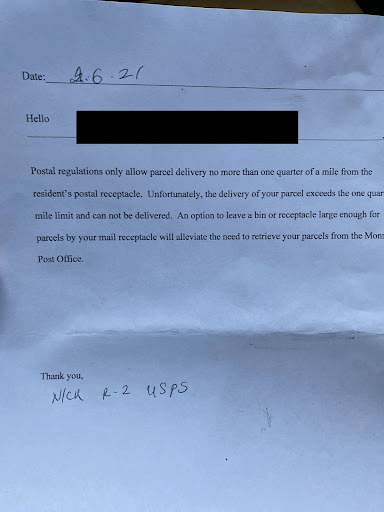 Date: 2.6.21
Hello
Postal regulations only allow parcel delivery no more than one quarter of a mile from the
resident's postal receptacle. Unfortunately, the delivery of your parcel exceeds the one quar
mile limit and can not be delivered. An option to leave a bin or receptacle large enough for
parcels by your mail receptacle will alleviate the need to retrieve your parcels from the Mon
Post Office.
Thank you,
Nick R-2 USPS